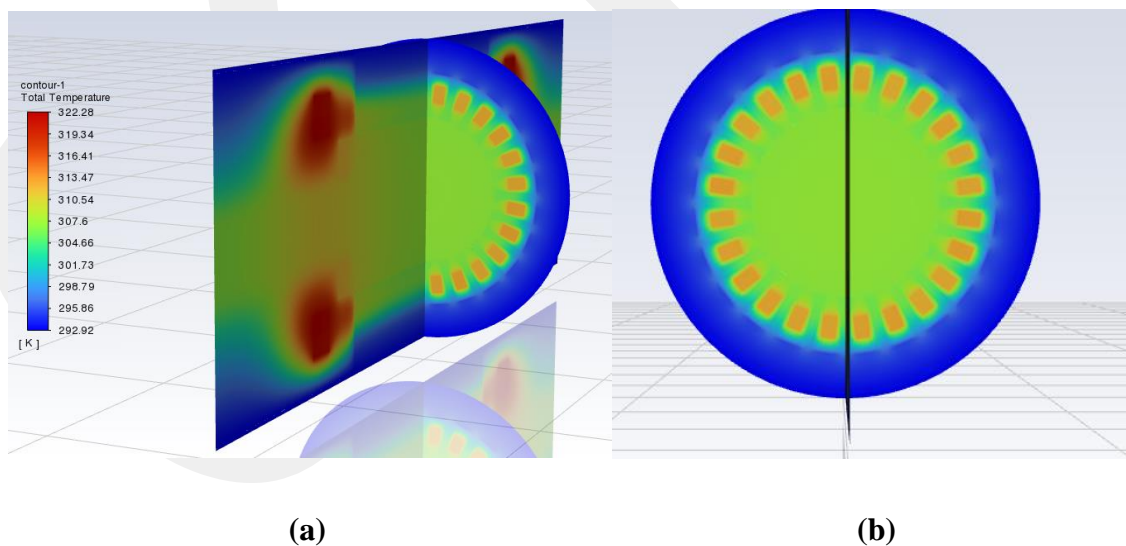 contour-1
Total Temperature
322.28
319.34
316.41
313.47
310.54
307.6
304.66
301.73
298.79
295.86
292.92
[ K ]
(a)
(b)